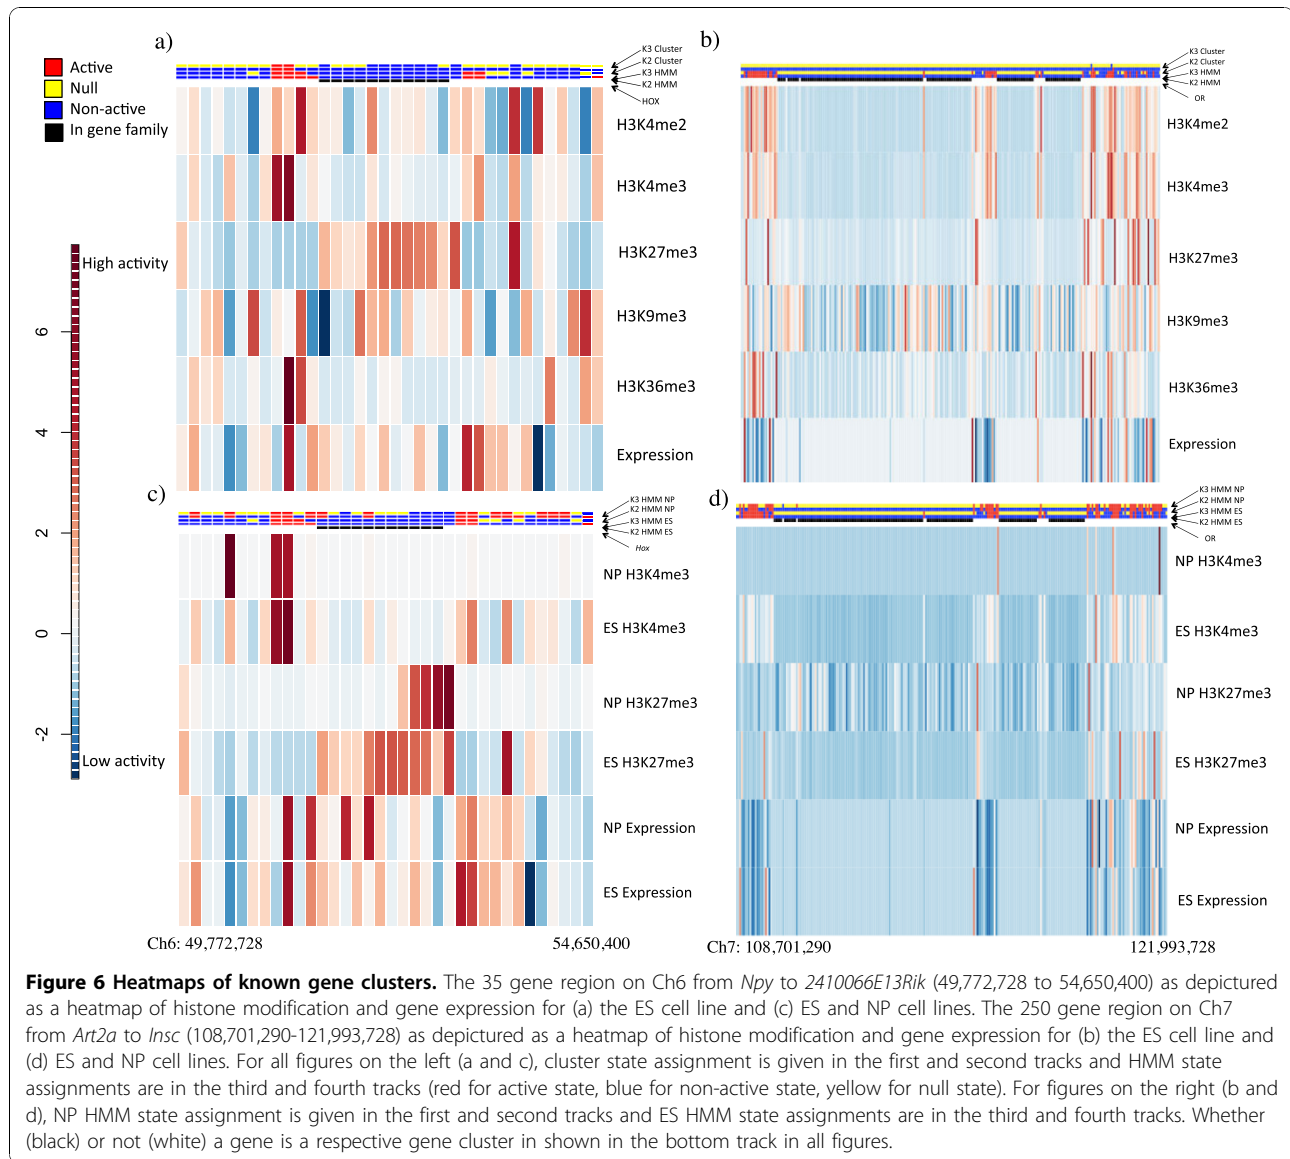 a)
K3 Cluster
K2 Cluster
K3 HMM
K2 HMM
HOX
Active
Null
Non-active
In gene family
H3K4me2
H3K4me3
H3K27me3
H3K9me3
H3K36me3
Expression
High activity
6
4
2
0
-2
Low activity
b)
K3 Cluster
K2 Cluster
K3 HMM
K2 HMM
OR
H3K4me2
H3K4me3
H3K27me3
H3K9me3
H3K36me3
Expression
c)
K3 HMM NP
K2 HMM NP
K3 HMM ES
K2 HMM ES
Hox
NP H3K4me3
ES H3K4me3
NP H3K27me3
ES H3K27me3
NP Expression
ES Expression
Ch6: 49,772,728
54,650,400
d)
K3 HMM NP
K2 HMM NP
K3 HMM ES
K2 HMM ES
OR
NP H3K4me3
ES H3K4me3
NP H3K27me3
ES H3K27me3
NP Expression
ES Expression
Ch7: 108,701,290
121,993,728
Figure 6 Heatmaps of known gene clusters. The 35 gene region on Ch6 from Npy to 2410066E13Rik (49,772,728 to 54,650,400) as depictured
as a heatmap of histone modification and gene expression for (a) the ES cell line and (c) ES and NP cell lines. The 250 gene region on Ch7
from Art2a to Insc (108,701,290-121,993,728) as depictured as a heatmap of histone modification and gene expression for (b) the ES cell line and
(d) ES and NP cell lines. For all figures on the left (a and c), cluster state assignment is given in the first and second tracks and HMM state
assignments are in the third and fourth tracks (red for active state, blue for non-active state, yellow for null state). For figures on the right (b and
d), NP HMM state assignment is given in the first and second tracks and ES HMM state assignments are in the third and fourth tracks. Whether
(black) or not (white) a gene is a respective gene cluster in shown in the bottom track in all figures.